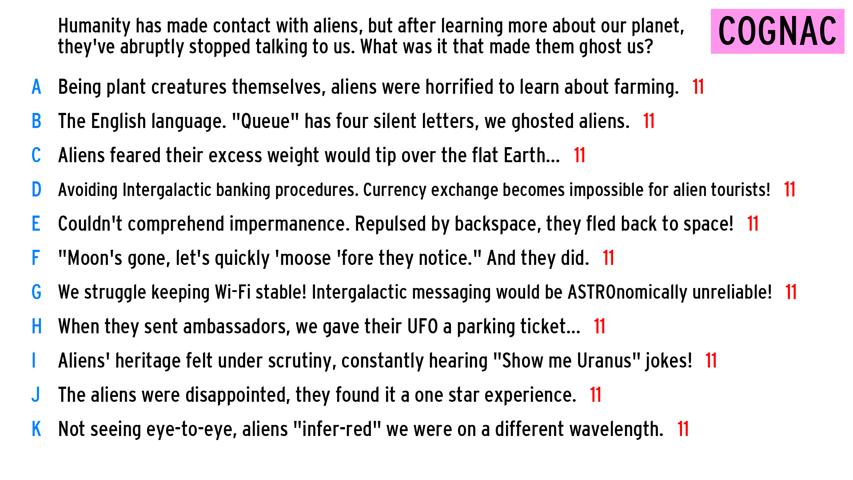 Humanity has made contact with aliens, but after learning more about our planet,
they've abruptly stopped talking to us. What was it that made them ghost us?
COGNAC
A Being plant creatures themselves, aliens were horrified to learn about farming. 11
B The English language. "Queue" has four silent letters, we ghosted aliens. 11
C Aliens feared their excess weight would tip over the flat Earth... 11
D Avoiding Intergalactic banking procedures. Currency exchange becomes impossible for alien tourists! 11
E Couldn't comprehend impermanence. Repulsed by backspace, they fled back to space! 11
F "Moon's gone, let's quickly 'moose 'fore they notice." And they did. 11
G We struggle keeping Wi-Fi stable! Intergalactic messaging would be ASTROnomically unreliable! 11
H When they sent ambassadors, we gave their UFO a parking ticket... 11
I Aliens' heritage felt under scrutiny, constantly hearing "Show me Uranus" jokes! 11
J The aliens were disappointed, they found it a one star experience. 11
K Not seeing eye-to-eye, aliens "infer-red" we were on a different wavelength. 11